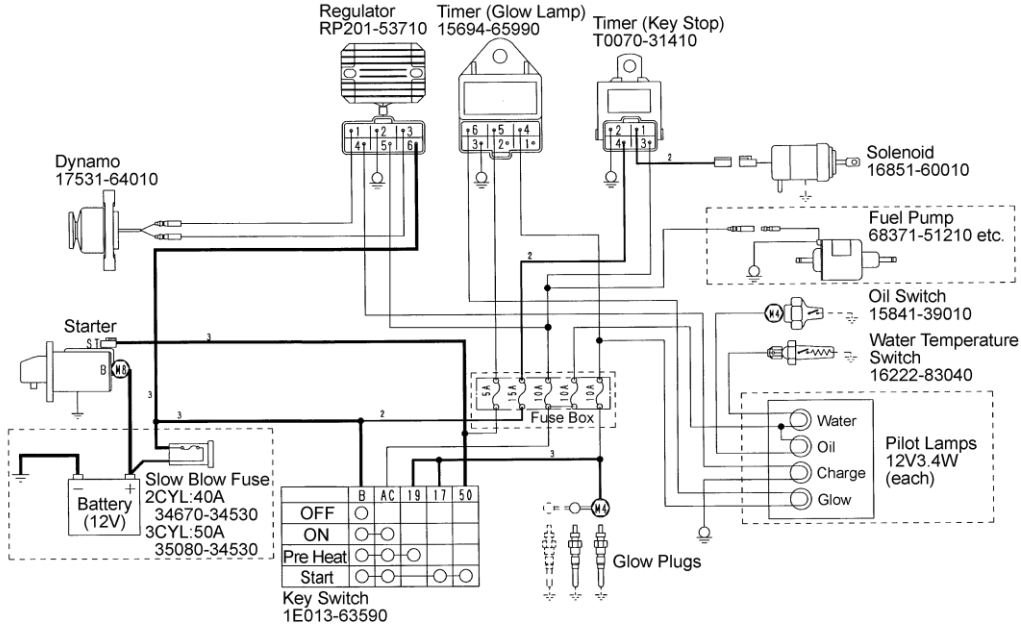 Regulator
RP201-53710
Timer (Glow Lamp)
15694-65990
Timer (Key Stop)
T0070-31410
1 2 3
4 5 6
6 5 4
3 2 1
2 1
4 3
2
Solenoid
16851-60010
Dynamo
17531-64010
Fuel Pump
68371-51210 etc.
2
Oil Switch
15841-39010
M4
Starter
S T
3
B
M8
Water Temperature
Switch
16222-83040
3
5A
15A
10A
10A
10A
Fuse Box
3
2
Water
Oil
Charge
Glow
Pilot Lamps
12V3.4W
(each)
3
- +
Battery
(12V)
Slow Blow Fuse
2CYL:40A
34670-34530
3CYL:50A
35080-34530
B AC 19 17 50
OFF
ON
Pre Heat
Start
Key Switch
1E013-63590
M4
Glow Plugs